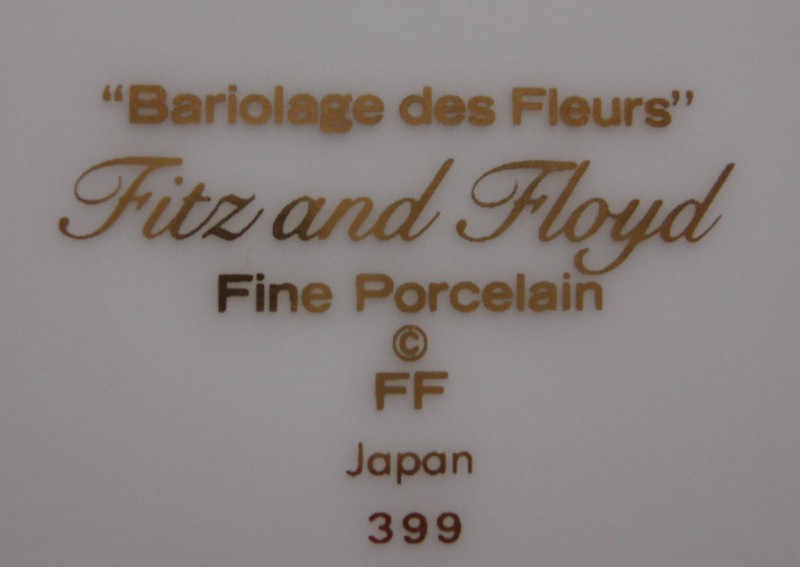 “Bariolage des Fleurs”
Fitz and Floyd
Fine Porcelain
©
FF
Japan
399